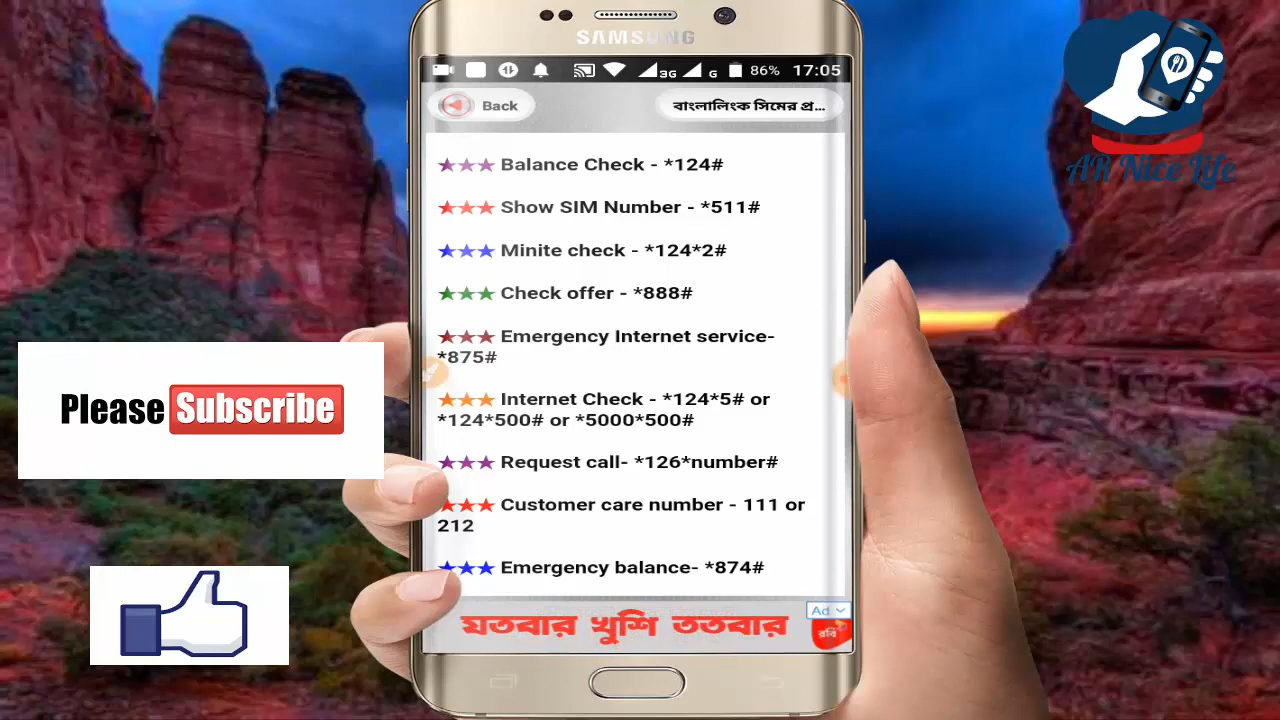 SAMSUNG
3G G 86% 17:05
Back
বাংলালিংক সিমের প্র...
★★★ Balance Check - *124#
★★★ Show SIM Number - *511#
★★★ Minite check - *124*2#
★★★ Check offer - *888#
★★★ Emergency Internet service-
*875#
★★★ Internet Check - *124*5# or
*124*500# or *5000*500#
★★★ Request call- *126*number#
★★★ Customer care number - 111 or
212
★★★ Emergency balance- *874#
যতবার খুশি ততবার
Ad
রবি
AR Nice Life
Please Subscribe